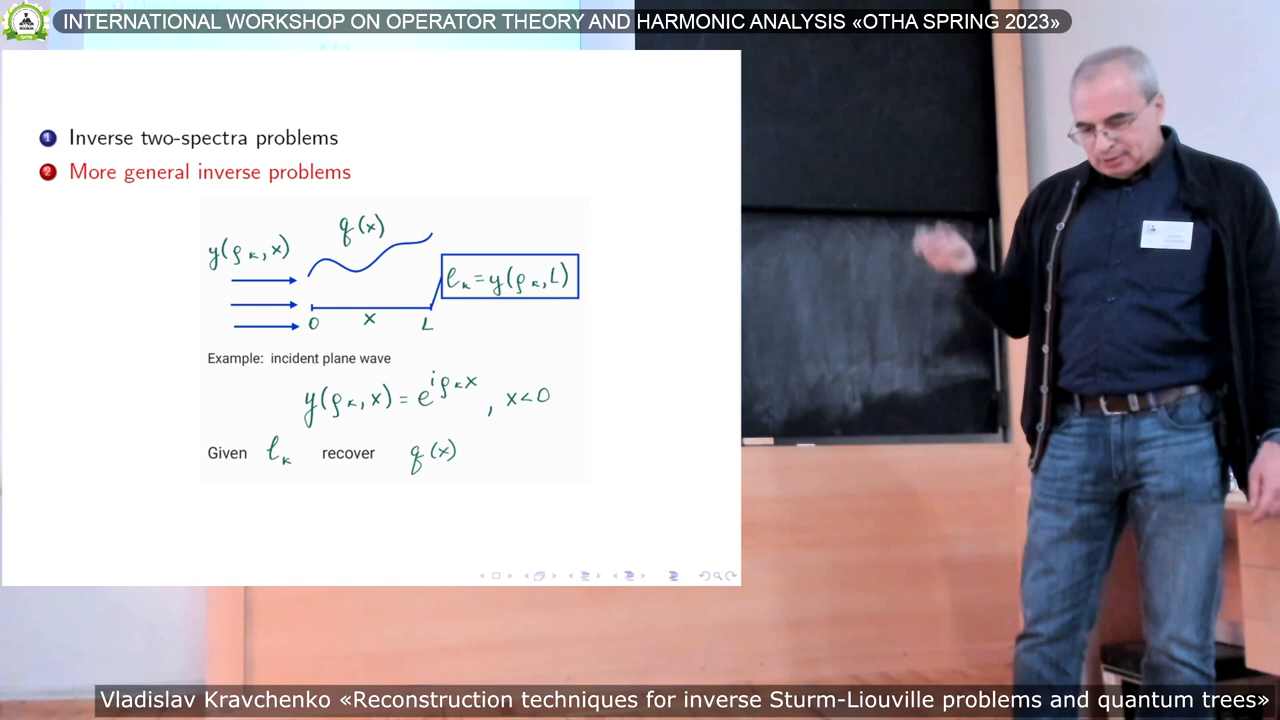 INTERNATIONAL WORKSHOP ON OPERATOR THEORY AND HARMONIC ANALYSIS «OTHA SPRING 2023»
1 Inverse two-spectra problems
2 More general inverse problems
q(x)
y(ρₖ, x)
ℓₖ = y(ρₖ, L)
0 x L
Example: incident plane wave
y(ρₖ, x) = e^{iρₖx}, x<0
Given ℓₖ recover q(x)
Vladislav Kravchenko «Reconstruction techniques for inverse Sturm-Liouville problems and quantum trees»